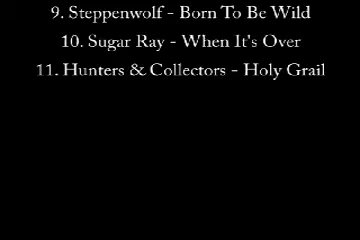 9. Steppenwolf - Born To Be Wild
10. Sugar Ray - When It's Over
11. Hunters & Collectors - Holy Grail